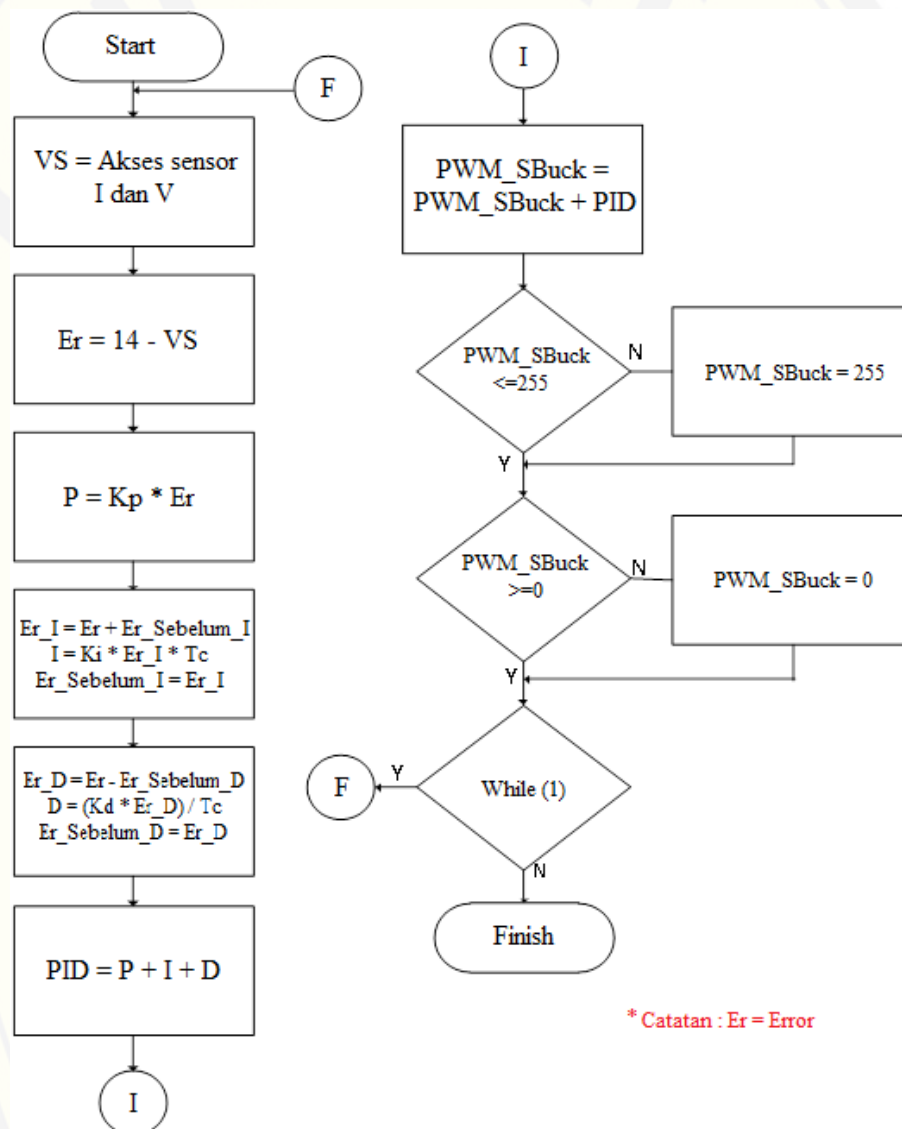 Start
F
VS = Akses sensor
I dan V
Er = 14 - VS
P = Kp * Er
Er_I = Er + Er_Sebelum_I
I = Ki * Er_I * Tc
Er_Sebelum_I = Er_I
Er_D = Er - Er_Sebelum_D
D = (Kd * Er_D) / Tc
Er_Sebelum_D = Er_D
PID = P + I + D
I
I
PWM_SBuck =
PWM_SBuck + PID
PWM_SBuck
<=255
N
PWM_SBuck = 255
Y
PWM_SBuck
>=0
N
PWM_SBuck = 0
Y
While (1)
Y
F
N
Finish
* Catatan : Er = Error